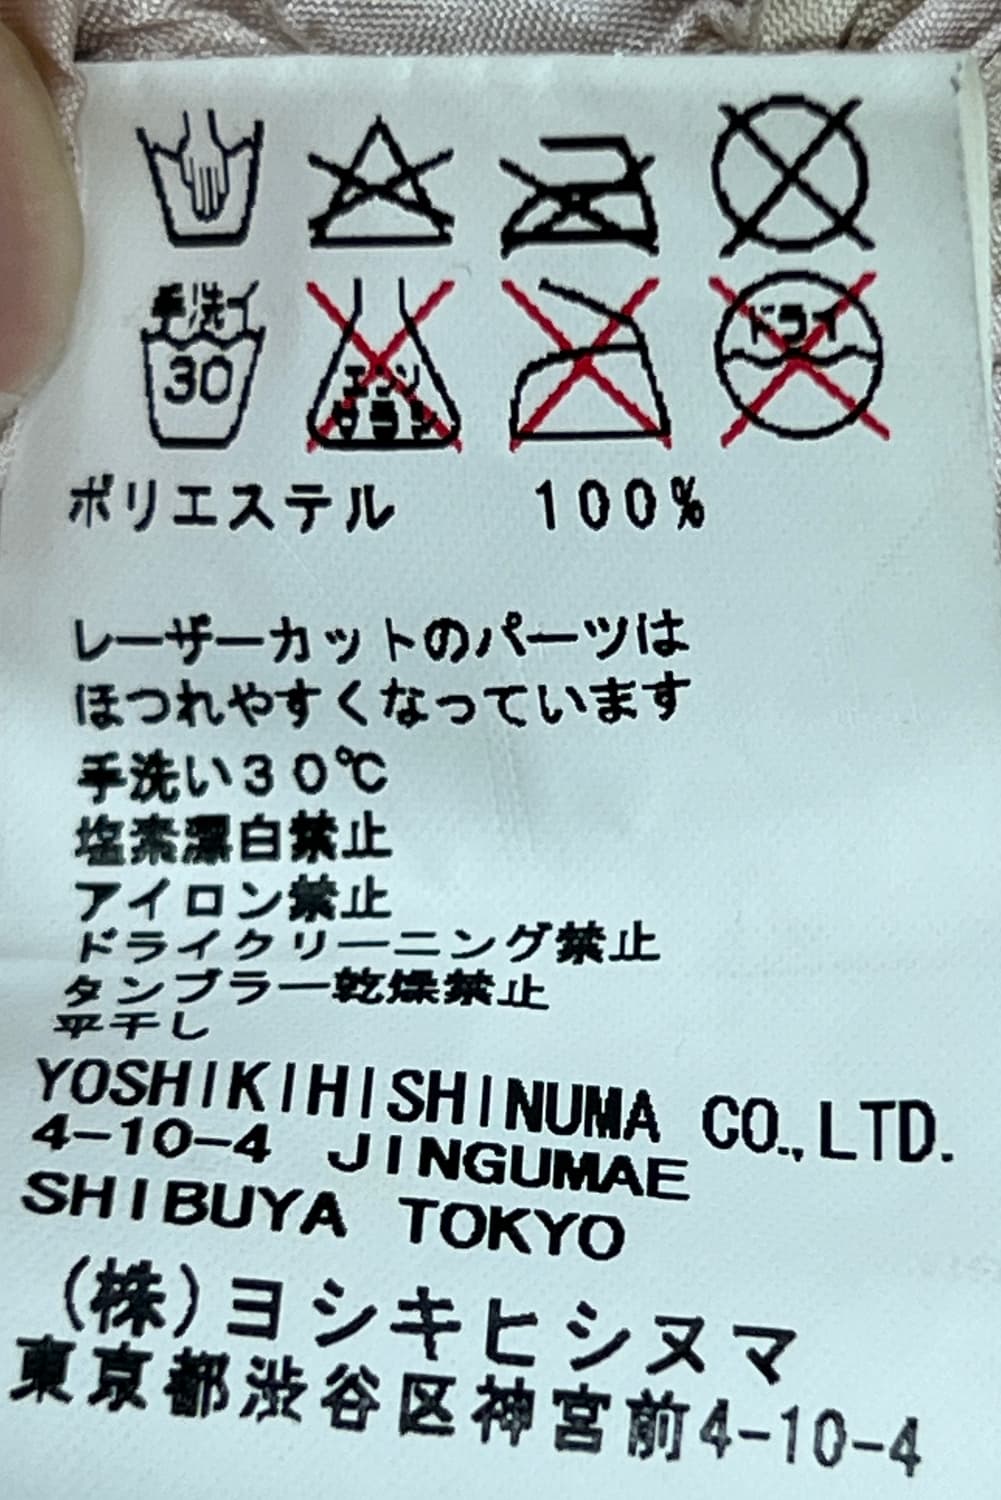 手洗イ
30
エンソ
サラシ
ドライ
ポリエステル 100%
レーザーカットのパーツは
ほつれやすくなっています
手洗い30℃
塩素漂白禁止
アイロン禁止
ドライクリーニング禁止
タンブラー乾燥禁止
平干し
YOSHIKIHISHINUMA CO.,LTD.
4-10-4 JINGUMAE
SHIBUYA TOKYO
(株)ヨシキヒシヌマ
東京都渋谷区神宮前4-10-4